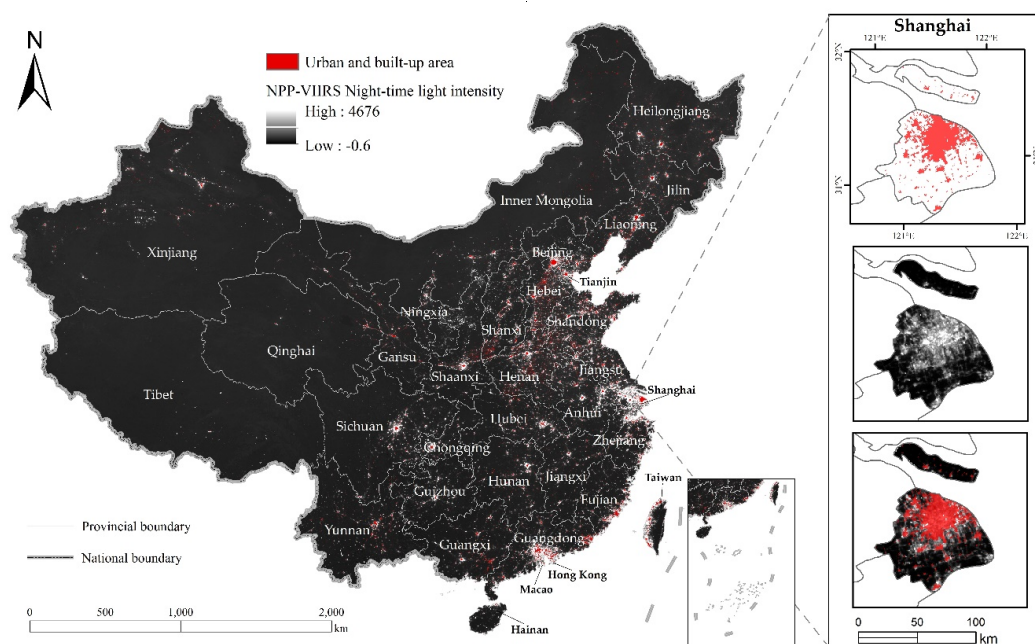 N
Urban and built-up area
NPP-VIIRS Night-time light intensity
High : 4676
Low : -0.6
Heilongjiang
Jilin
Inner Mongolia
Liaoning
Xinjiang
Beijing
Tianjin
Hebei
Ningxia
Shanxi
Shandong
Qinghai
Gansu
Shaanxi
Henan
Jiangsu
Tibet
Shanghai
Anhui
Hubei
Sichuan
Chongqing
Zhejiang
Hunan
Jiangxi
Guizhou
Taiwan
Fujian
Yunnan
Guangdong
Guangxi
Hong Kong
Macao
Hainan
Provincial boundary
National boundary
0 500 1,000 2,000
km
Shanghai
121°E 122°E
32°N
31°N
121°E 122°E
0 50 100
km